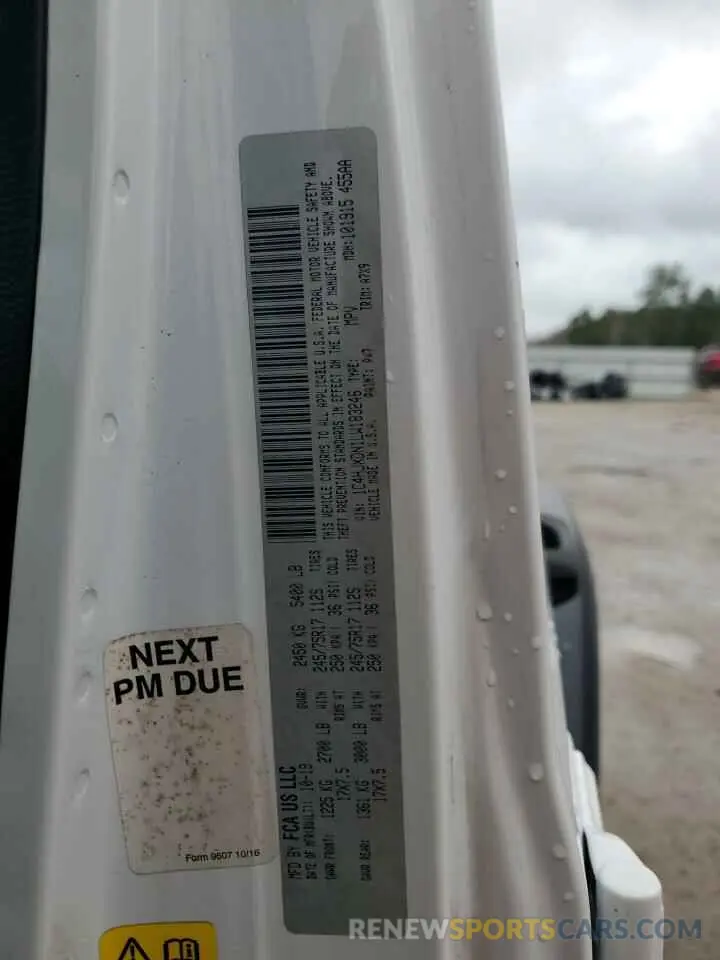 MFD BY FCA US LLC
DATE OF MFR(BUILT): 10-19
GVWR: 2450 KG 5400 LB
GAWR FRONT: 1225 KG 2700 LB WITH 245/75R17 112S TIRES
17X7.5 RIMS AT 250 KPA ( 36 PSI) COLD
GAWR REAR: 1361 KG 3000 LB WITH 245/75R17 112S TIRES
17X7.5 RIMS AT 250 KPA ( 36 PSI) COLD
THIS VEHICLE CONFORMS TO ALL APPLICABLE U.S.A. FEDERAL MOTOR VEHICLE SAFETY AND
THEFT PREVENTION STANDARDS IN EFFECT ON THE DATE OF MANUFACTURE SHOWN ABOVE.
VIN: 1C4HJXDN1LW183246 TYPE: MPV MDH:101915 455AA
VEHICLE MADE IN U.S.A. PAINT: PW7 TRIM: A7X9
NEXT
PM DUE
Form 9607 10/16
RENEWSPORTSCARS.COM